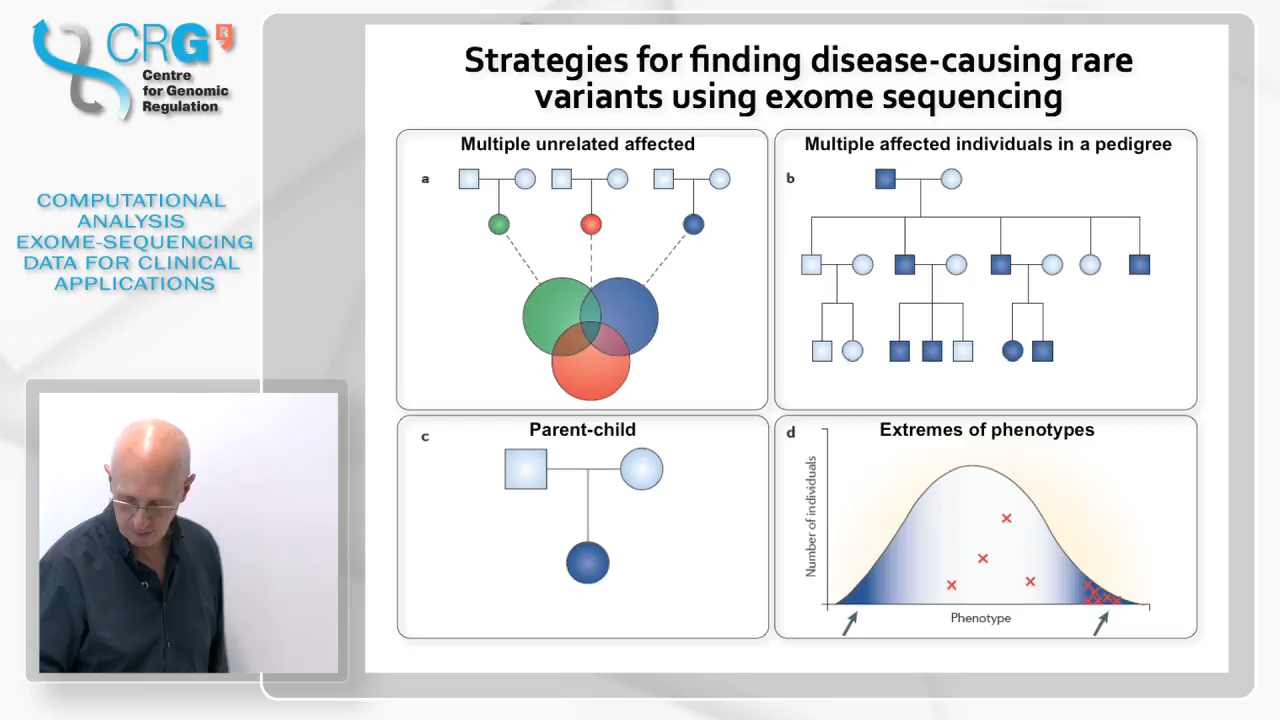 CRG
R
Centre
for Genomic
Regulation
COMPUTATIONAL
ANALYSIS
EXOME-SEQUENCING
DATA FOR CLINICAL
APPLICATIONS
Strategies for finding disease-causing rare
variants using exome sequencing
Multiple unrelated affected
a
Multiple affected individuals in a pedigree
b
Parent-child
c
Extremes of phenotypes
d
Number of individuals
Phenotype